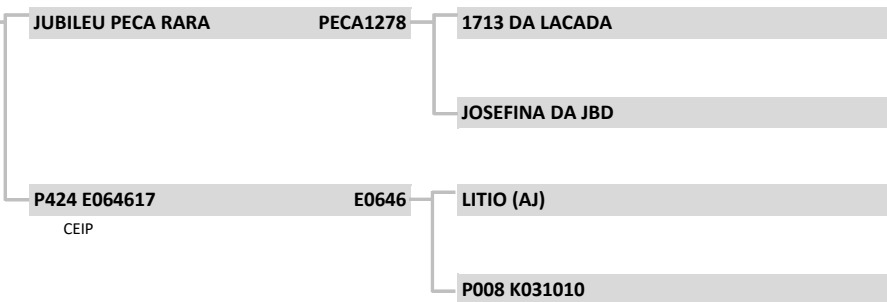 JUBILEU PECA RARA PECA1278 1713 DA LACADA
JOSEFINA DA JBD
P424 E064617 E0646 LITIO (AJ)
CEIP
P008 K031010